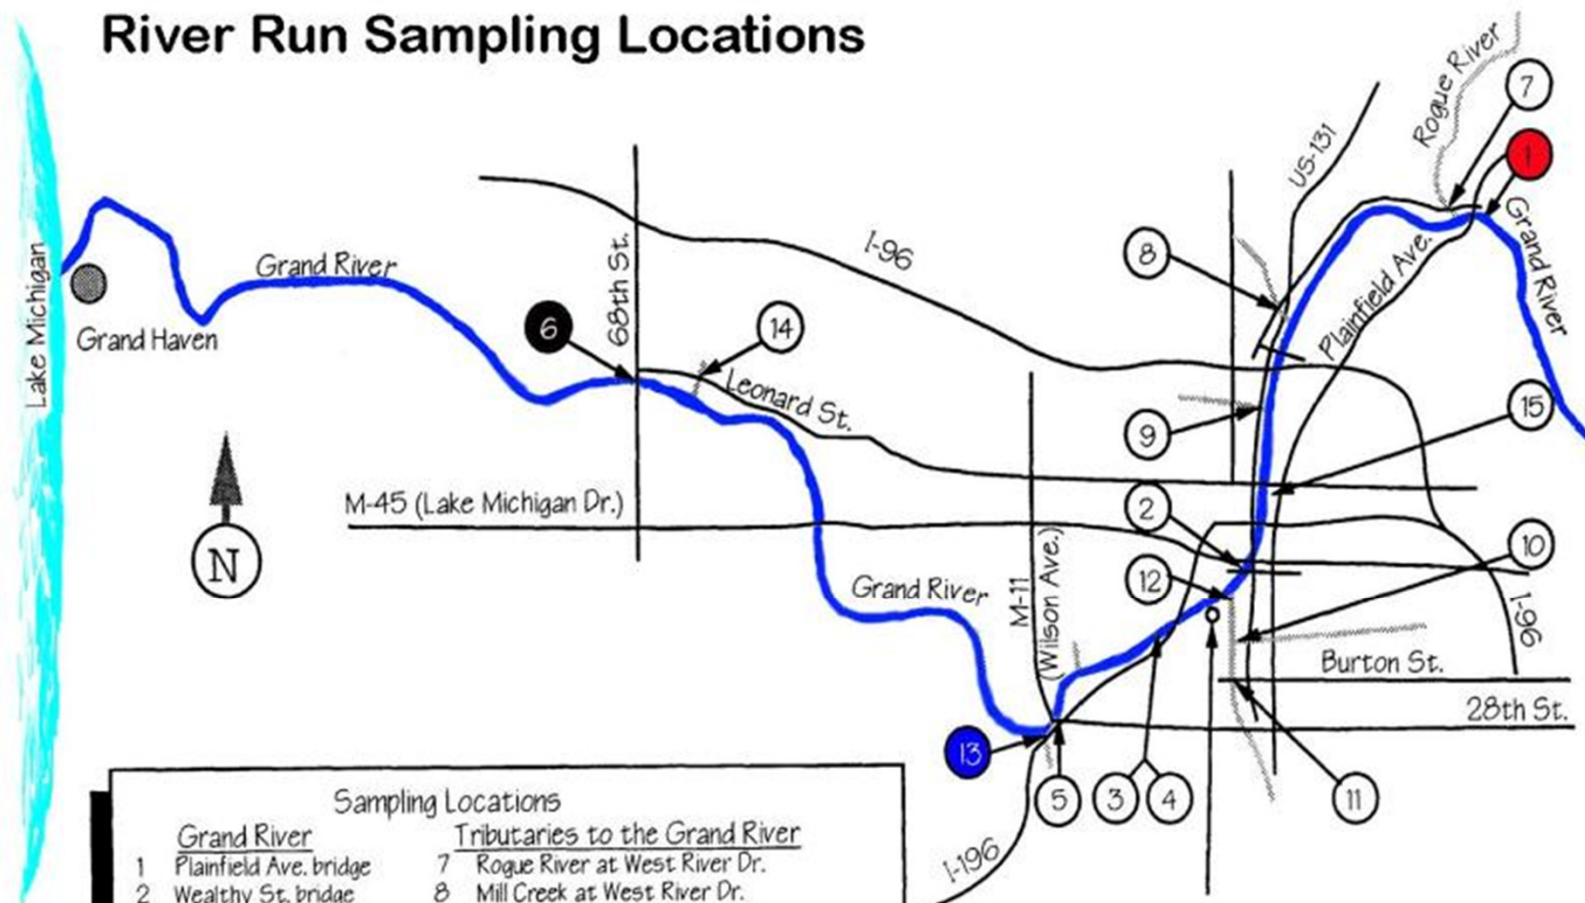 River Run Sampling Locations
Rogue River
7
US-131
1
Grand River
8
I-96
68th St.
Lake Michigan
Grand River
Grand Haven
Plainfield Ave.
6
14
Leonard St.
9
15
M-45 (Lake Michigan Dr.)
2
N
10
12
Grand River
M-11
(Wilson Ave.)
I-96
Burton St.
28th St.
13
5
3
4
11
I-196
Sampling Locations
Grand River
Tributaries to the Grand River
1 Plainfield Ave. bridge
7 Rogue River at West River Dr.
2 Wealthy St. bridge
8 Mill Creek at West River Dr.